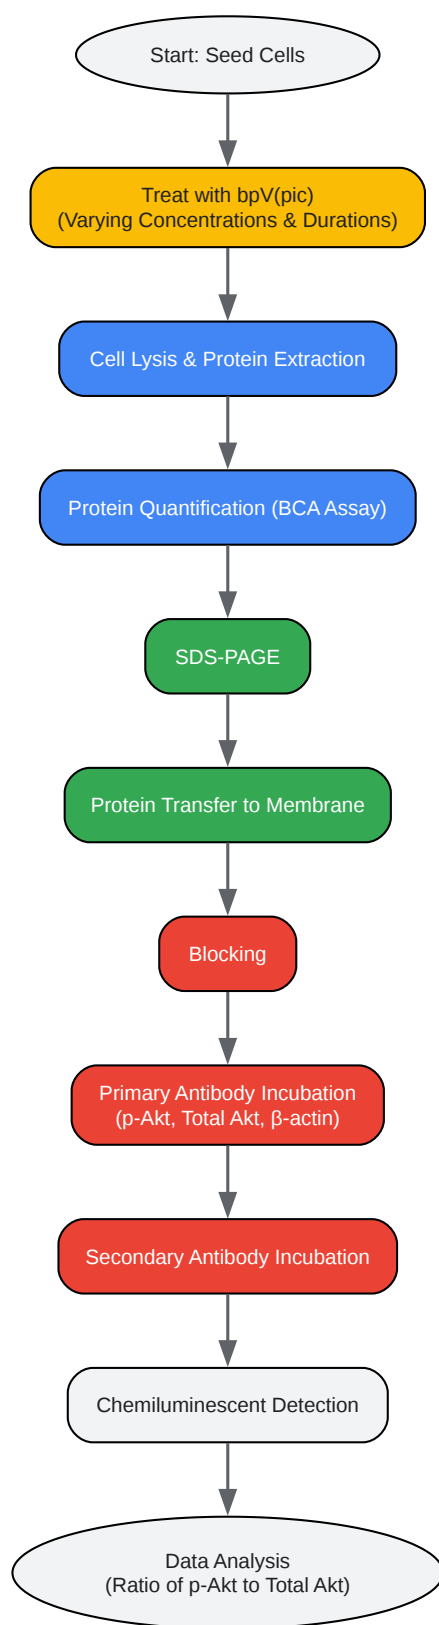 Start: Seed Cells
Treat with bpV(pic)
(Varying Concentrations & Durations)
Cell Lysis & Protein Extraction
Protein Quantification (BCA Assay)
SDS-PAGE
Protein Transfer to Membrane
Blocking
Primary Antibody Incubation
(p-Akt, Total Akt, β-actin)
Secondary Antibody Incubation
Chemiluminescent Detection
Data Analysis
(Ratio of p-Akt to Total Akt)